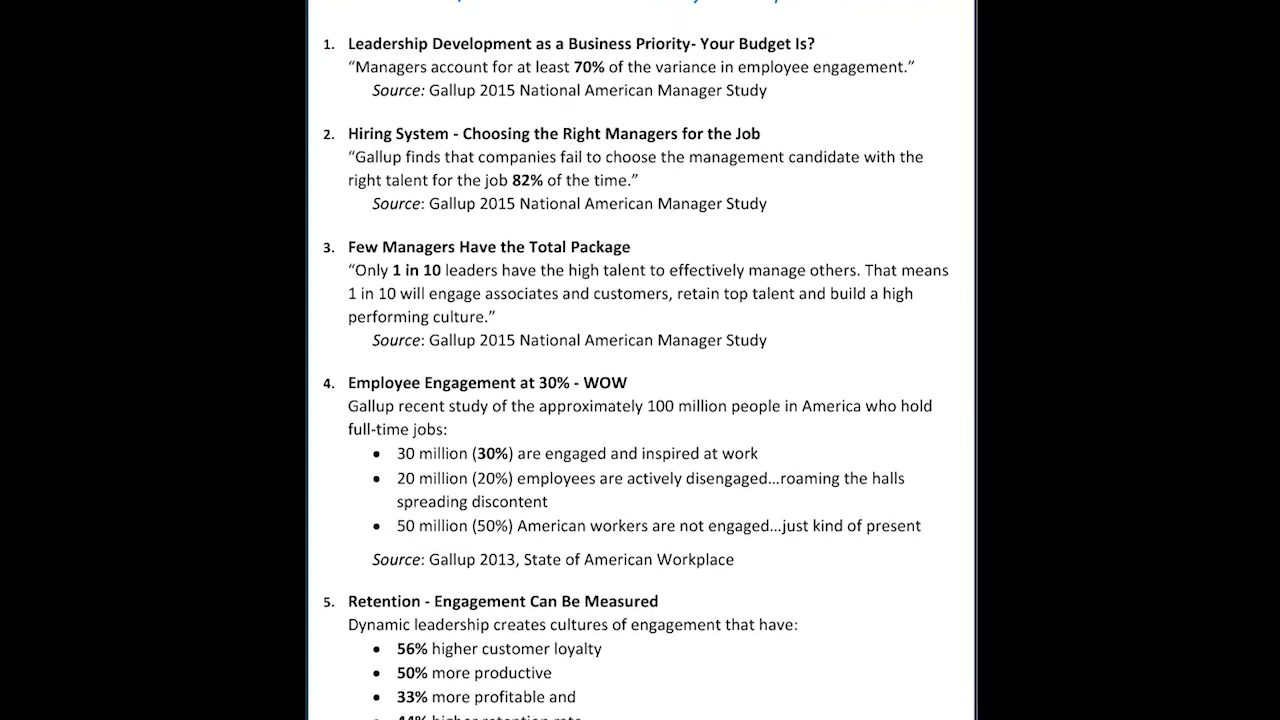 1. Leadership Development as a Business Priority- Your Budget Is?
“Managers account for at least 70% of the variance in employee engagement.”
Source: Gallup 2015 National American Manager Study
2. Hiring System - Choosing the Right Managers for the Job
“Gallup finds that companies fail to choose the management candidate with the
right talent for the job 82% of the time.”
Source: Gallup 2015 National American Manager Study
3. Few Managers Have the Total Package
“Only 1 in 10 leaders have the high talent to effectively manage others. That means
1 in 10 will engage associates and customers, retain top talent and build a high
performing culture.”
Source: Gallup 2015 National American Manager Study
4. Employee Engagement at 30% - WOW
Gallup recent study of the approximately 100 million people in America who hold
full-time jobs:
• 30 million (30%) are engaged and inspired at work
• 20 million (20%) employees are actively disengaged...roaming the halls
spreading discontent
• 50 million (50%) American workers are not engaged...just kind of present
Source: Gallup 2013, State of American Workplace
5. Retention - Engagement Can Be Measured
Dynamic leadership creates cultures of engagement that have:
• 56% higher customer loyalty
• 50% more productive
• 33% more profitable and
• 44% higher retention rate